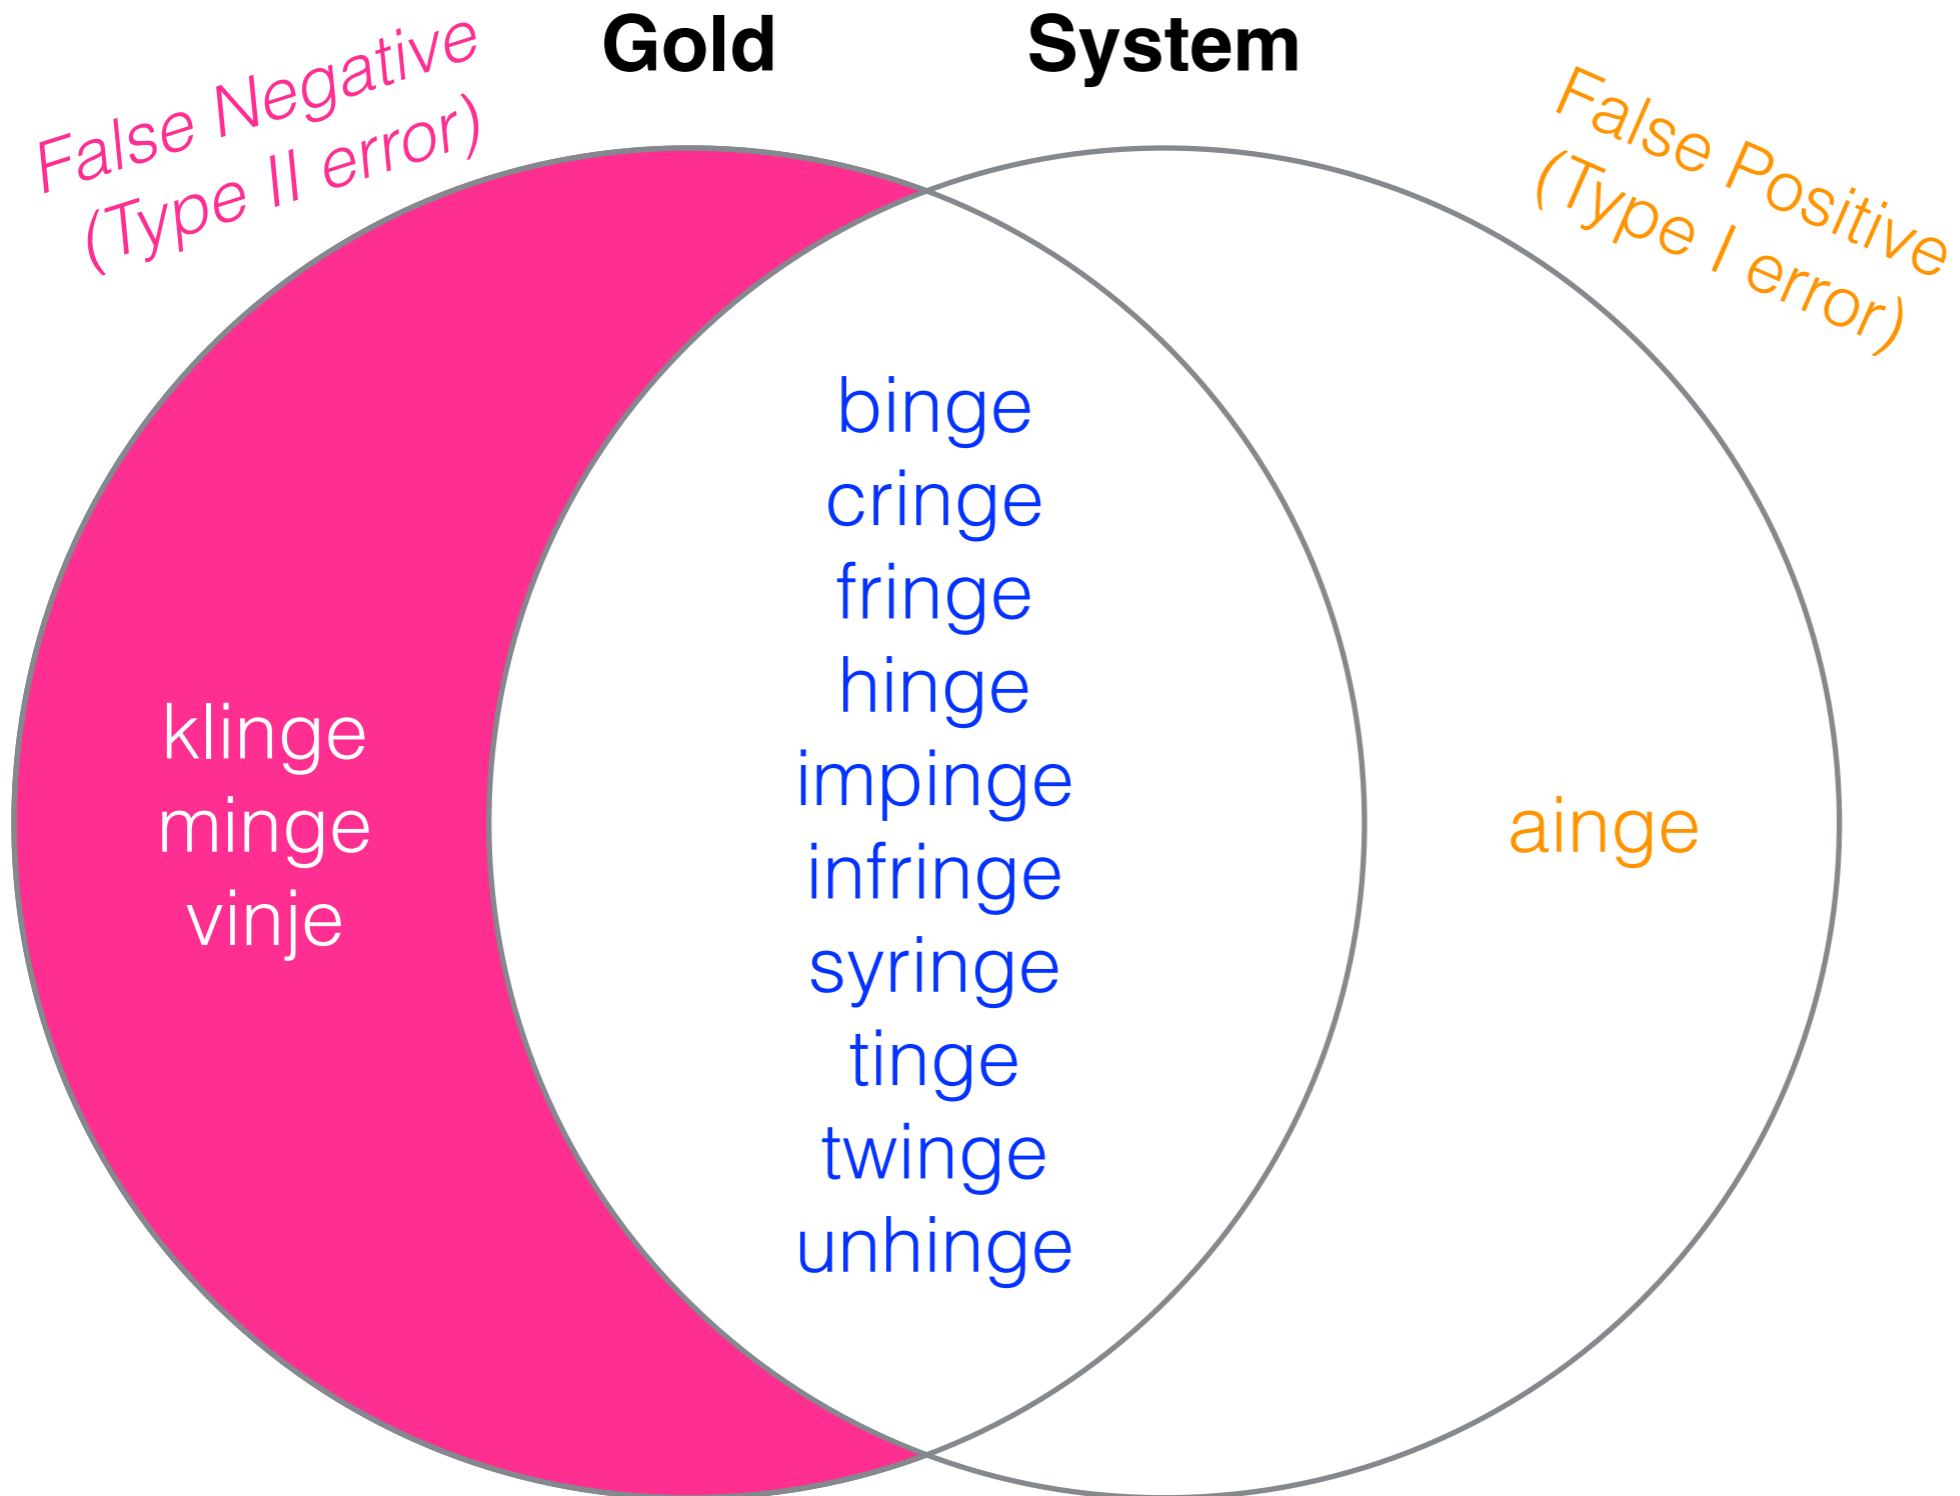 Gold
System
False Negative
(Type II error)
False Positive
(Type I error)
klinge
minge
vinje
binge
cringe
fringe
hinge
impinge
infringe
syringe
tinge
twinge
unhinge
ainge